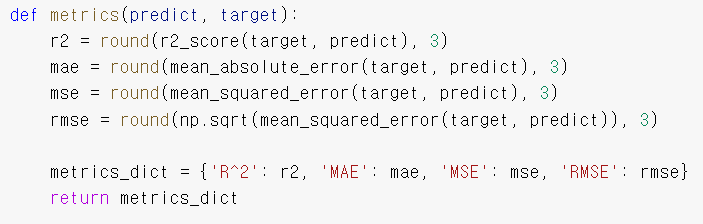 def metrics(predict, target):
    r2 = round(r2_score(target, predict), 3)
    mae = round(mean_absolute_error(target, predict), 3)
    mse = round(mean_squared_error(target, predict), 3)
    rmse = round(np.sqrt(mean_squared_error(target, predict)), 3)

    metrics_dict = {'R^2': r2, 'MAE': mae, 'MSE': mse, 'RMSE': rmse}
    return metrics_dict